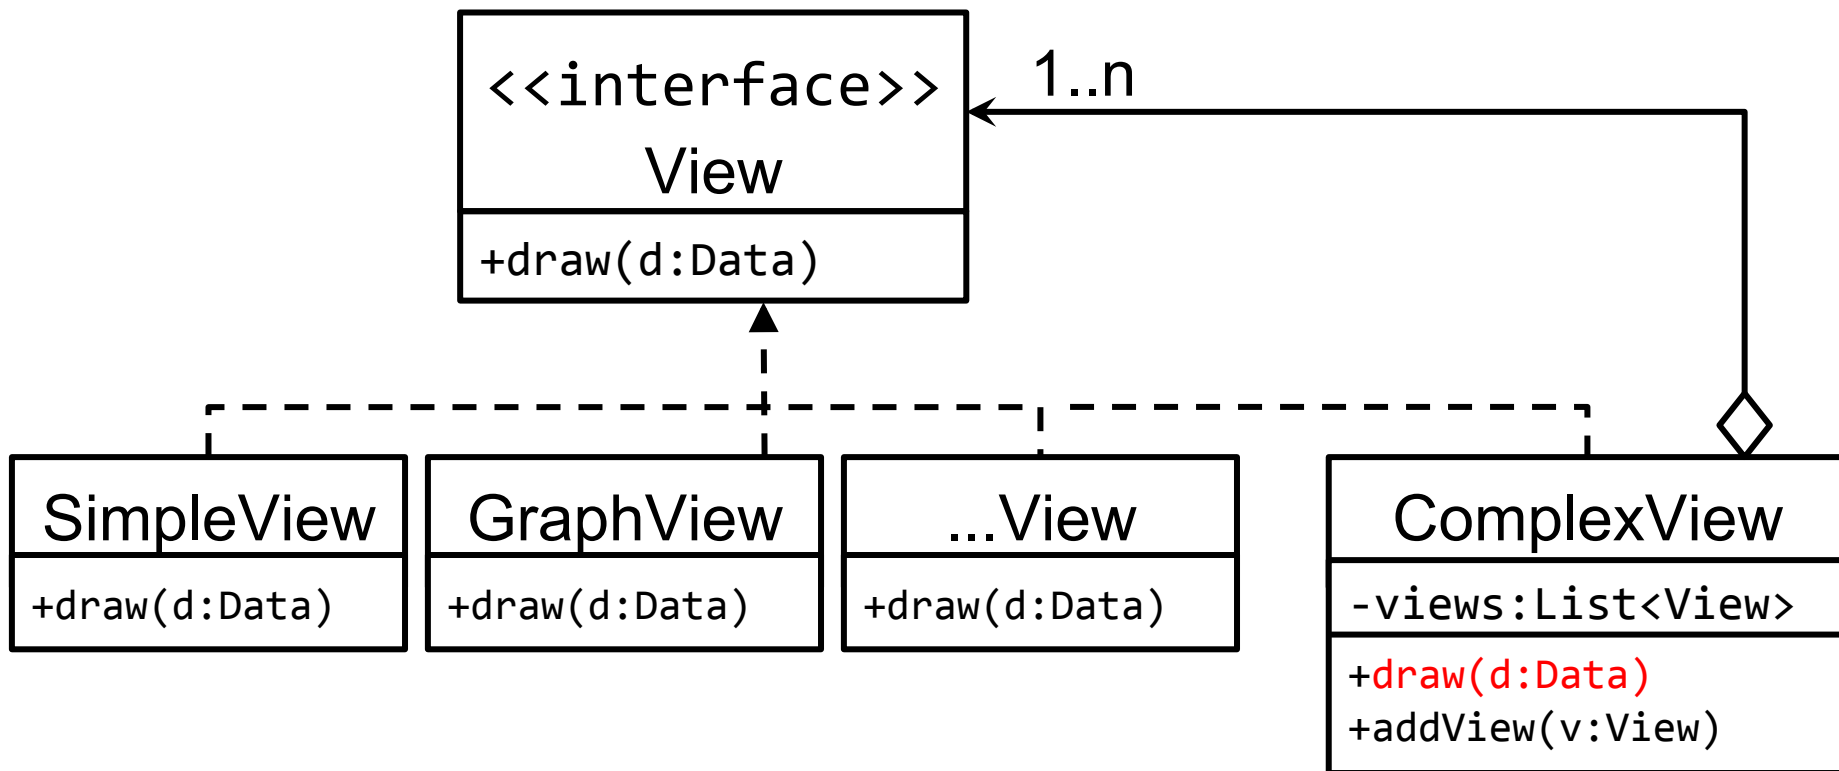 <<interface>>
View
+draw(d:Data)
1..n
SimpleView
+draw(d:Data)
GraphView
+draw(d:Data)
...View
+draw(d:Data)
ComplexView
-views:List<View>
+draw(d:Data)
+addView(v:View)